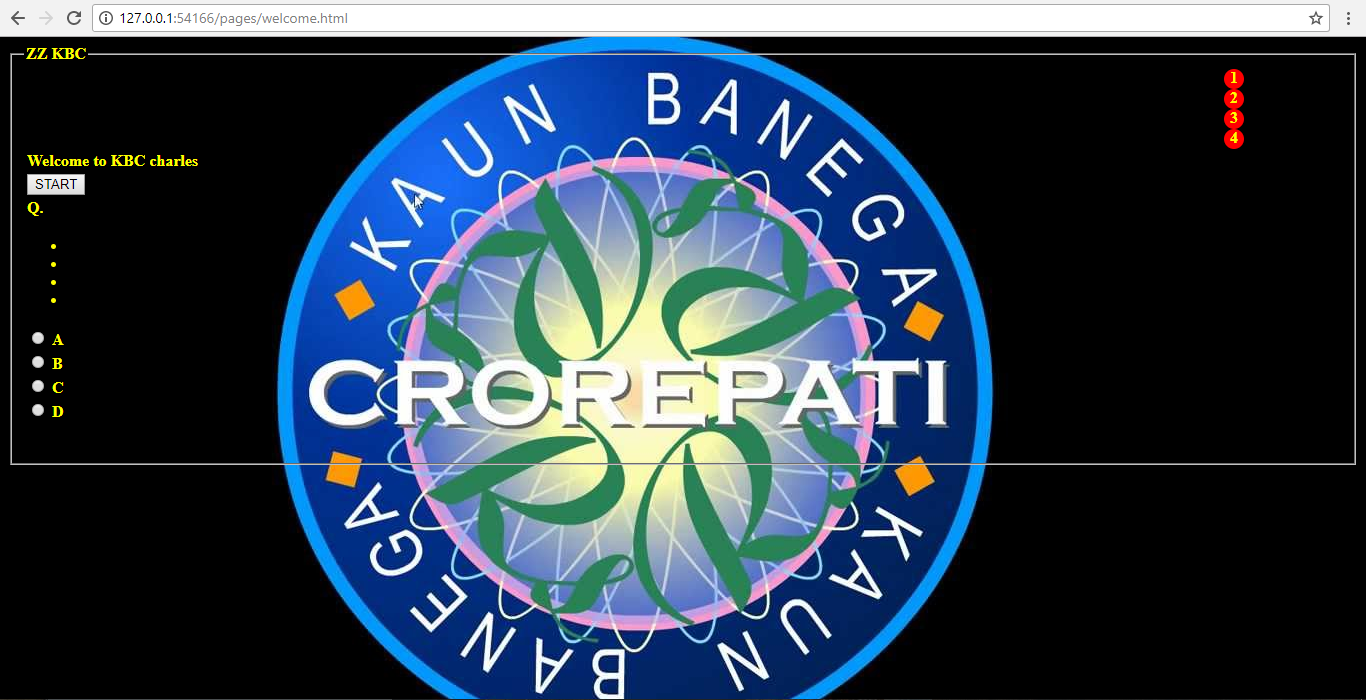 127.0.0.1:54166/pages/welcome.html
ZZ KBC
1
2
3
4
Welcome to KBC charles
START
Q.
A
B
C
D
KAUN BANEGA
CROREPATI
KAUN BANEGA